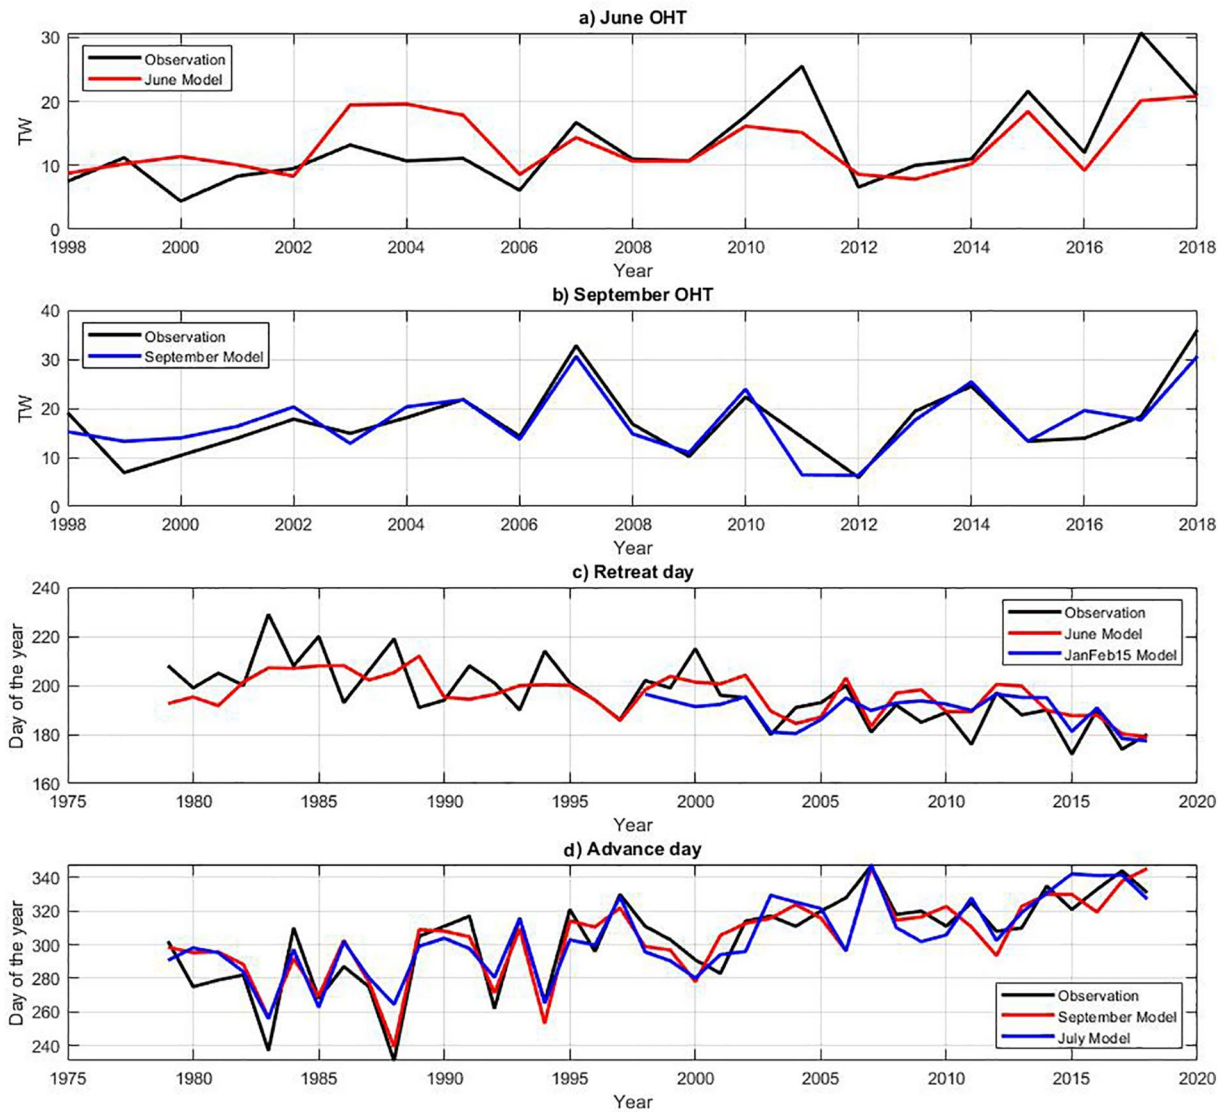 a) June OHT
30
20
10
0
TW
Observation
June Model
1998 2000 2002 2004 2006 2008 2010 2012 2014 2016 2018
Year
b) September OHT
40
30
20
10
0
TW
Observation
September Model
1998 2000 2002 2004 2006 2008 2010 2012 2014 2016 2018
Year
c) Retreat day
240
220
200
180
160
Day of the year
Observation
June Model
JanFeb15 Model
1975 1980 1985 1990 1995 2000 2005 2010 2015 2020
Year
d) Advance day
340
320
300
280
260
240
Day of the year
Observation
September Model
July Model
1975 1980 1985 1990 1995 2000 2005 2010 2015 2020
Year